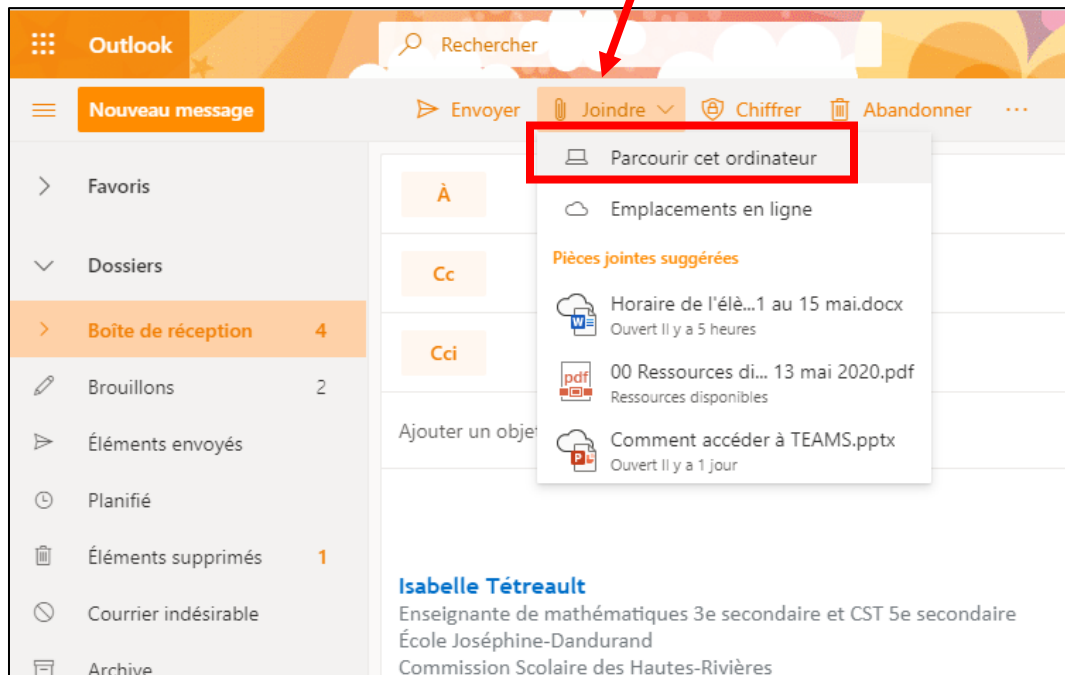 Outlook
Rechercher
Nouveau message
Envoyer
Joindre
Chiffrer
Abandonner
...
Favoris
Dossiers
Boîte de réception 4
Brouillons 2
Éléments envoyés
Planifié
Éléments supprimés 1
Courrier indésirable
Archive
À
Cc
Cci
Ajouter un obje
Parcourir cet ordinateur
Emplacements en ligne
Pièces jointes suggérées
Horaire de l'élè...1 au 15 mai.docx
Ouvert Il y a 5 heures
pdf
00 Ressources di... 13 mai 2020.pdf
Ressources disponibles
Comment accéder à TEAMS.pptx
Ouvert Il y a 1 jour
Isabelle Tétreault
Enseignante de mathématiques 3e secondaire et CST 5e secondaire
École Joséphine-Dandurand
Commission Scolaire des Hautes-Rivières